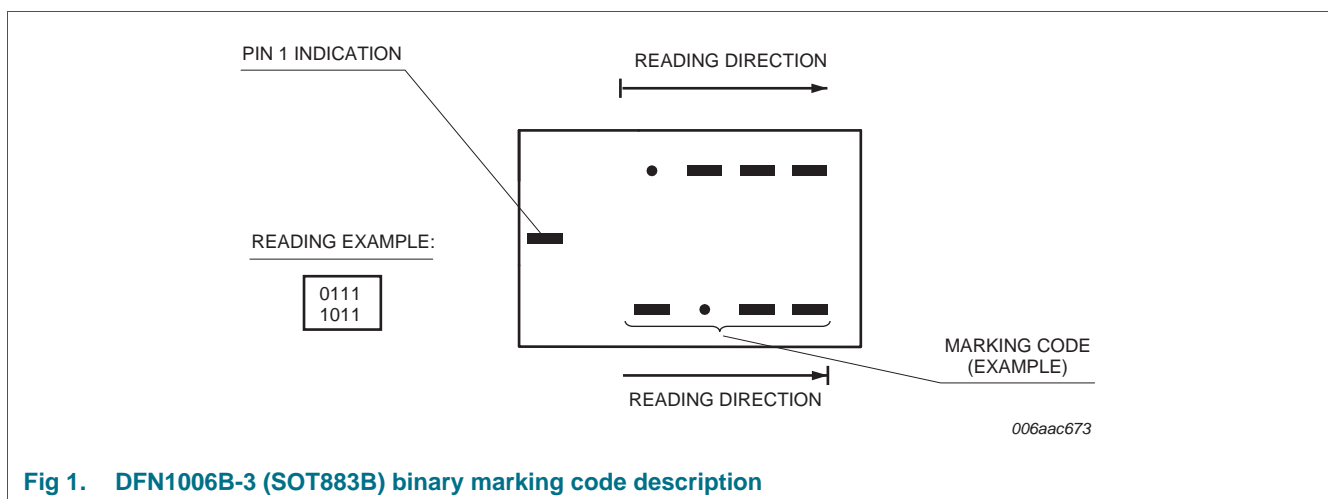 PIN 1 INDICATION
READING DIRECTION
READING EXAMPLE:
0111
1011
MARKING CODE
(EXAMPLE)
READING DIRECTION
006aac673
Fig 1. DFN1006B-3 (SOT883B) binary marking code description